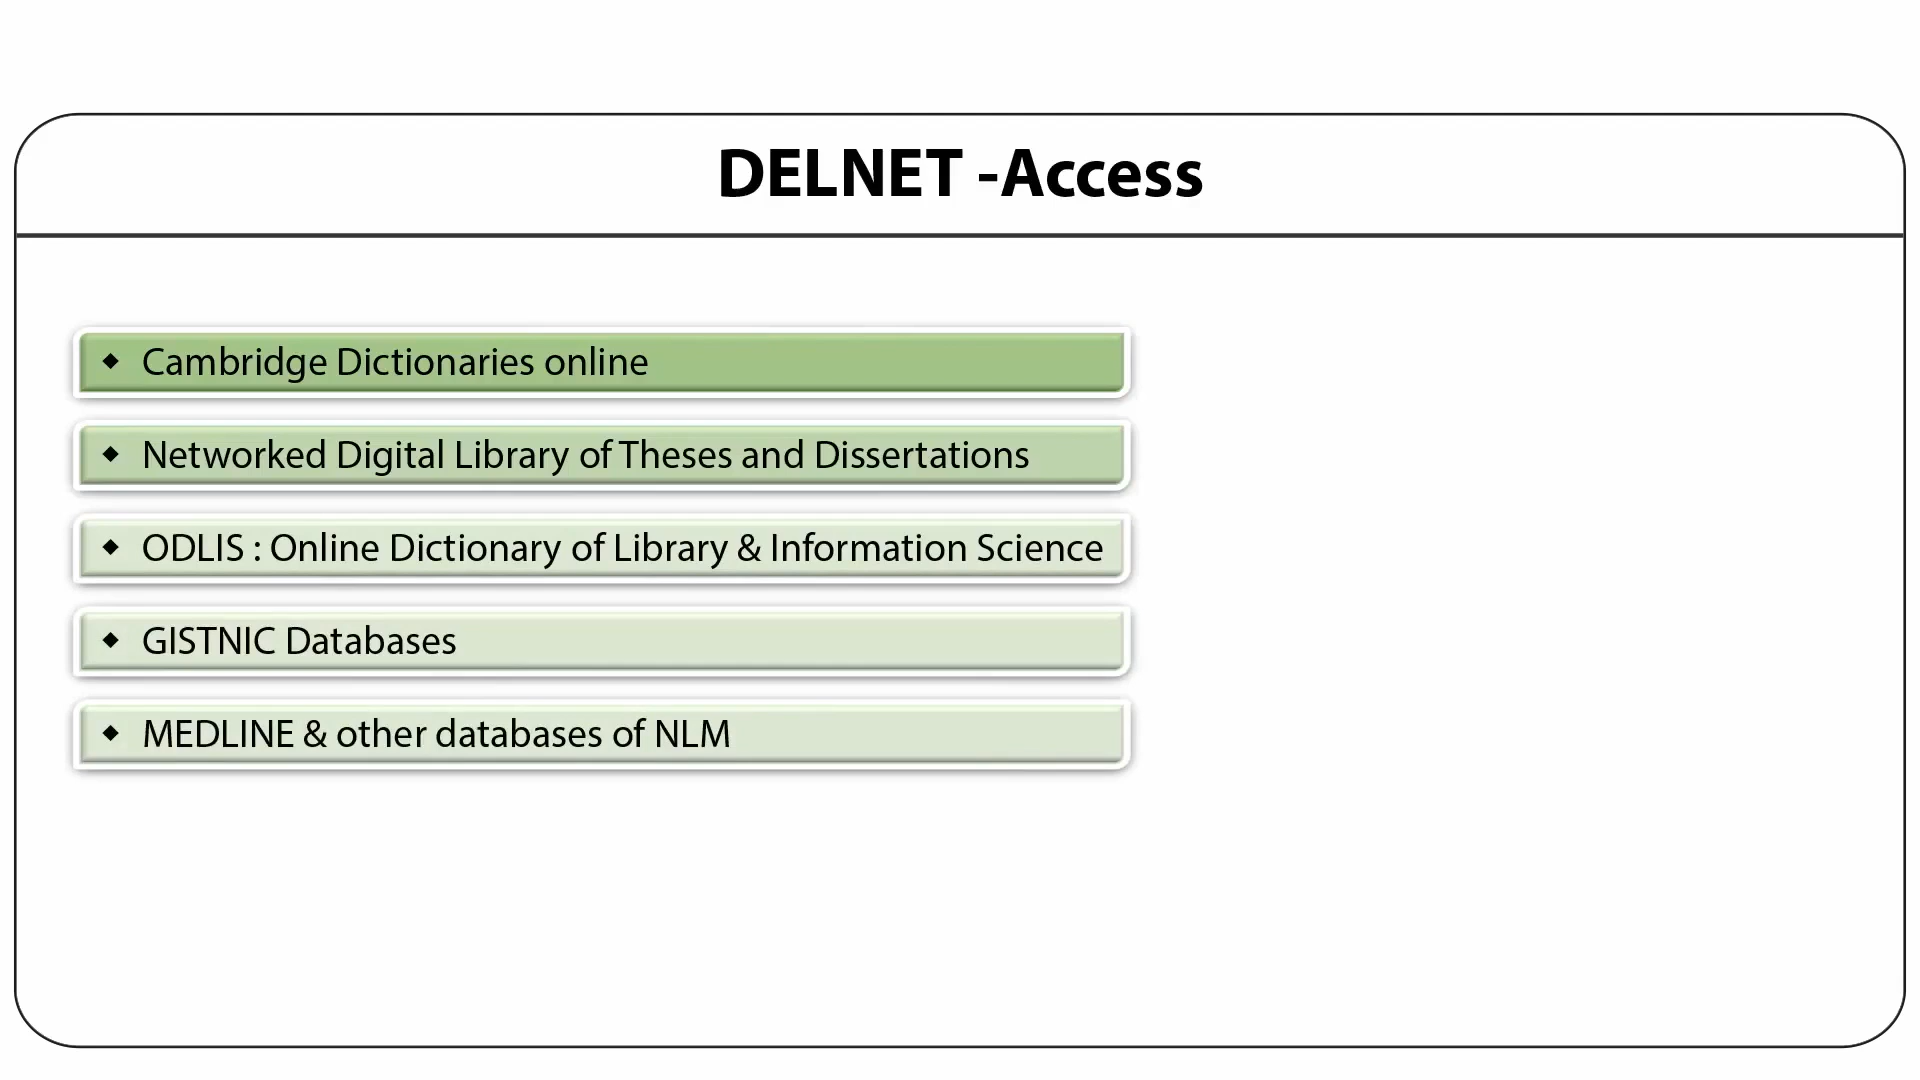 DELNET -Access
◆ Cambridge Dictionaries online
◆ Networked Digital Library of Theses and Dissertations
◆ ODLIS : Online Dictionary of Library & Information Science
◆ GISTNIC Databases
◆ MEDLINE & other databases of NLM